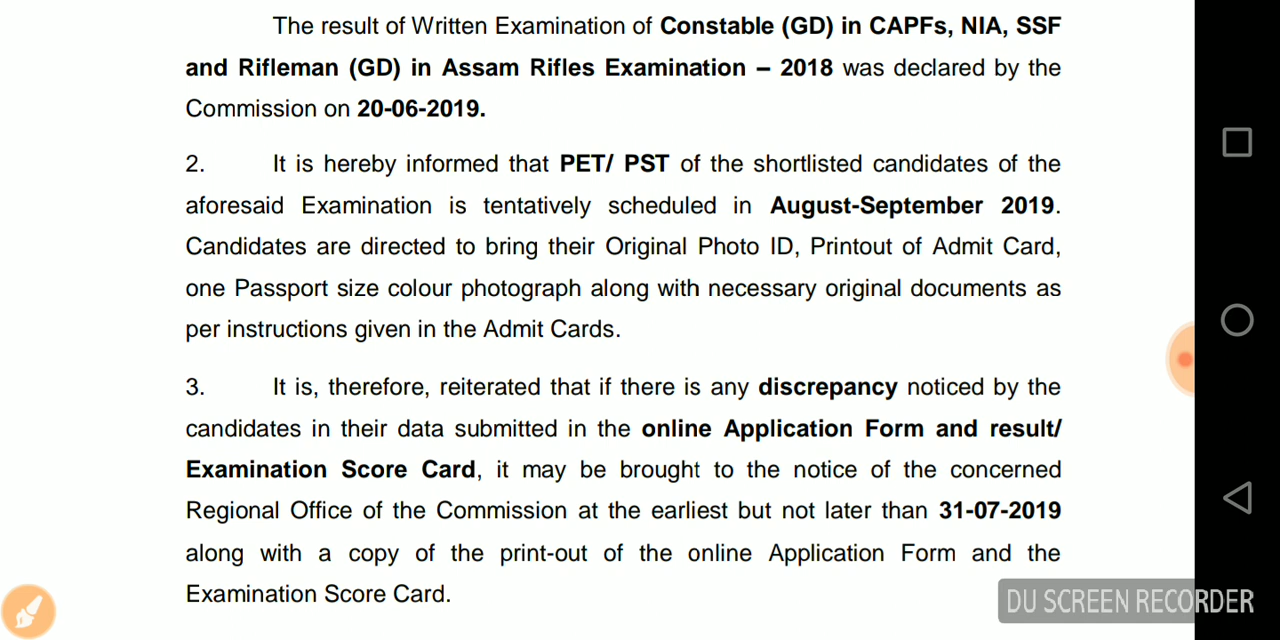 The result of Written Examination of Constable (GD) in CAPFs, NIA, SSF
and Rifleman (GD) in Assam Rifles Examination – 2018 was declared by the
Commission on 20-06-2019.
2. It is hereby informed that PET/ PST of the shortlisted candidates of the
aforesaid Examination is tentatively scheduled in August-September 2019.
Candidates are directed to bring their Original Photo ID, Printout of Admit Card,
one Passport size colour photograph along with necessary original documents as
per instructions given in the Admit Cards.
3. It is, therefore, reiterated that if there is any discrepancy noticed by the
candidates in their data submitted in the online Application Form and result/
Examination Score Card, it may be brought to the notice of the concerned
Regional Office of the Commission at the earliest but not later than 31-07-2019
along with a copy of the print-out of the online Application Form and the
Examination Score Card.
DU SCREEN RECORDER